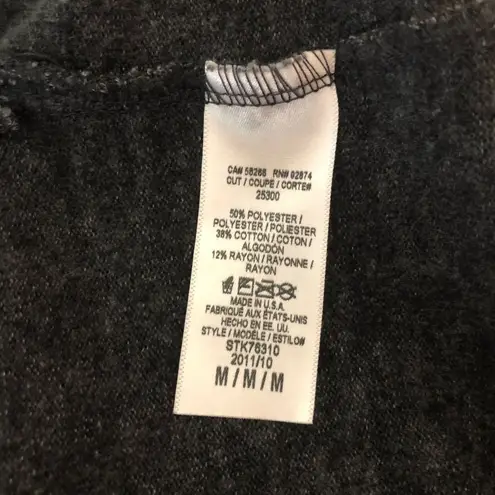 CA# 58268 RN# 92874
CUT / COUPE / CORTE#
25300
50% POLYESTER /
POLYESTER / POLIESTER
38% COTTON / COTON /
ALGODÓN
12% RAYON / RAYONNE /
RAYON
MADE IN U.S.A.
FABRIQUÉ AUX ÉTATS-UNIS
HECHO EN EE. UU.
STYLE / MODÈLE / ESTILO#
STK76310
2011/10
M / M / M